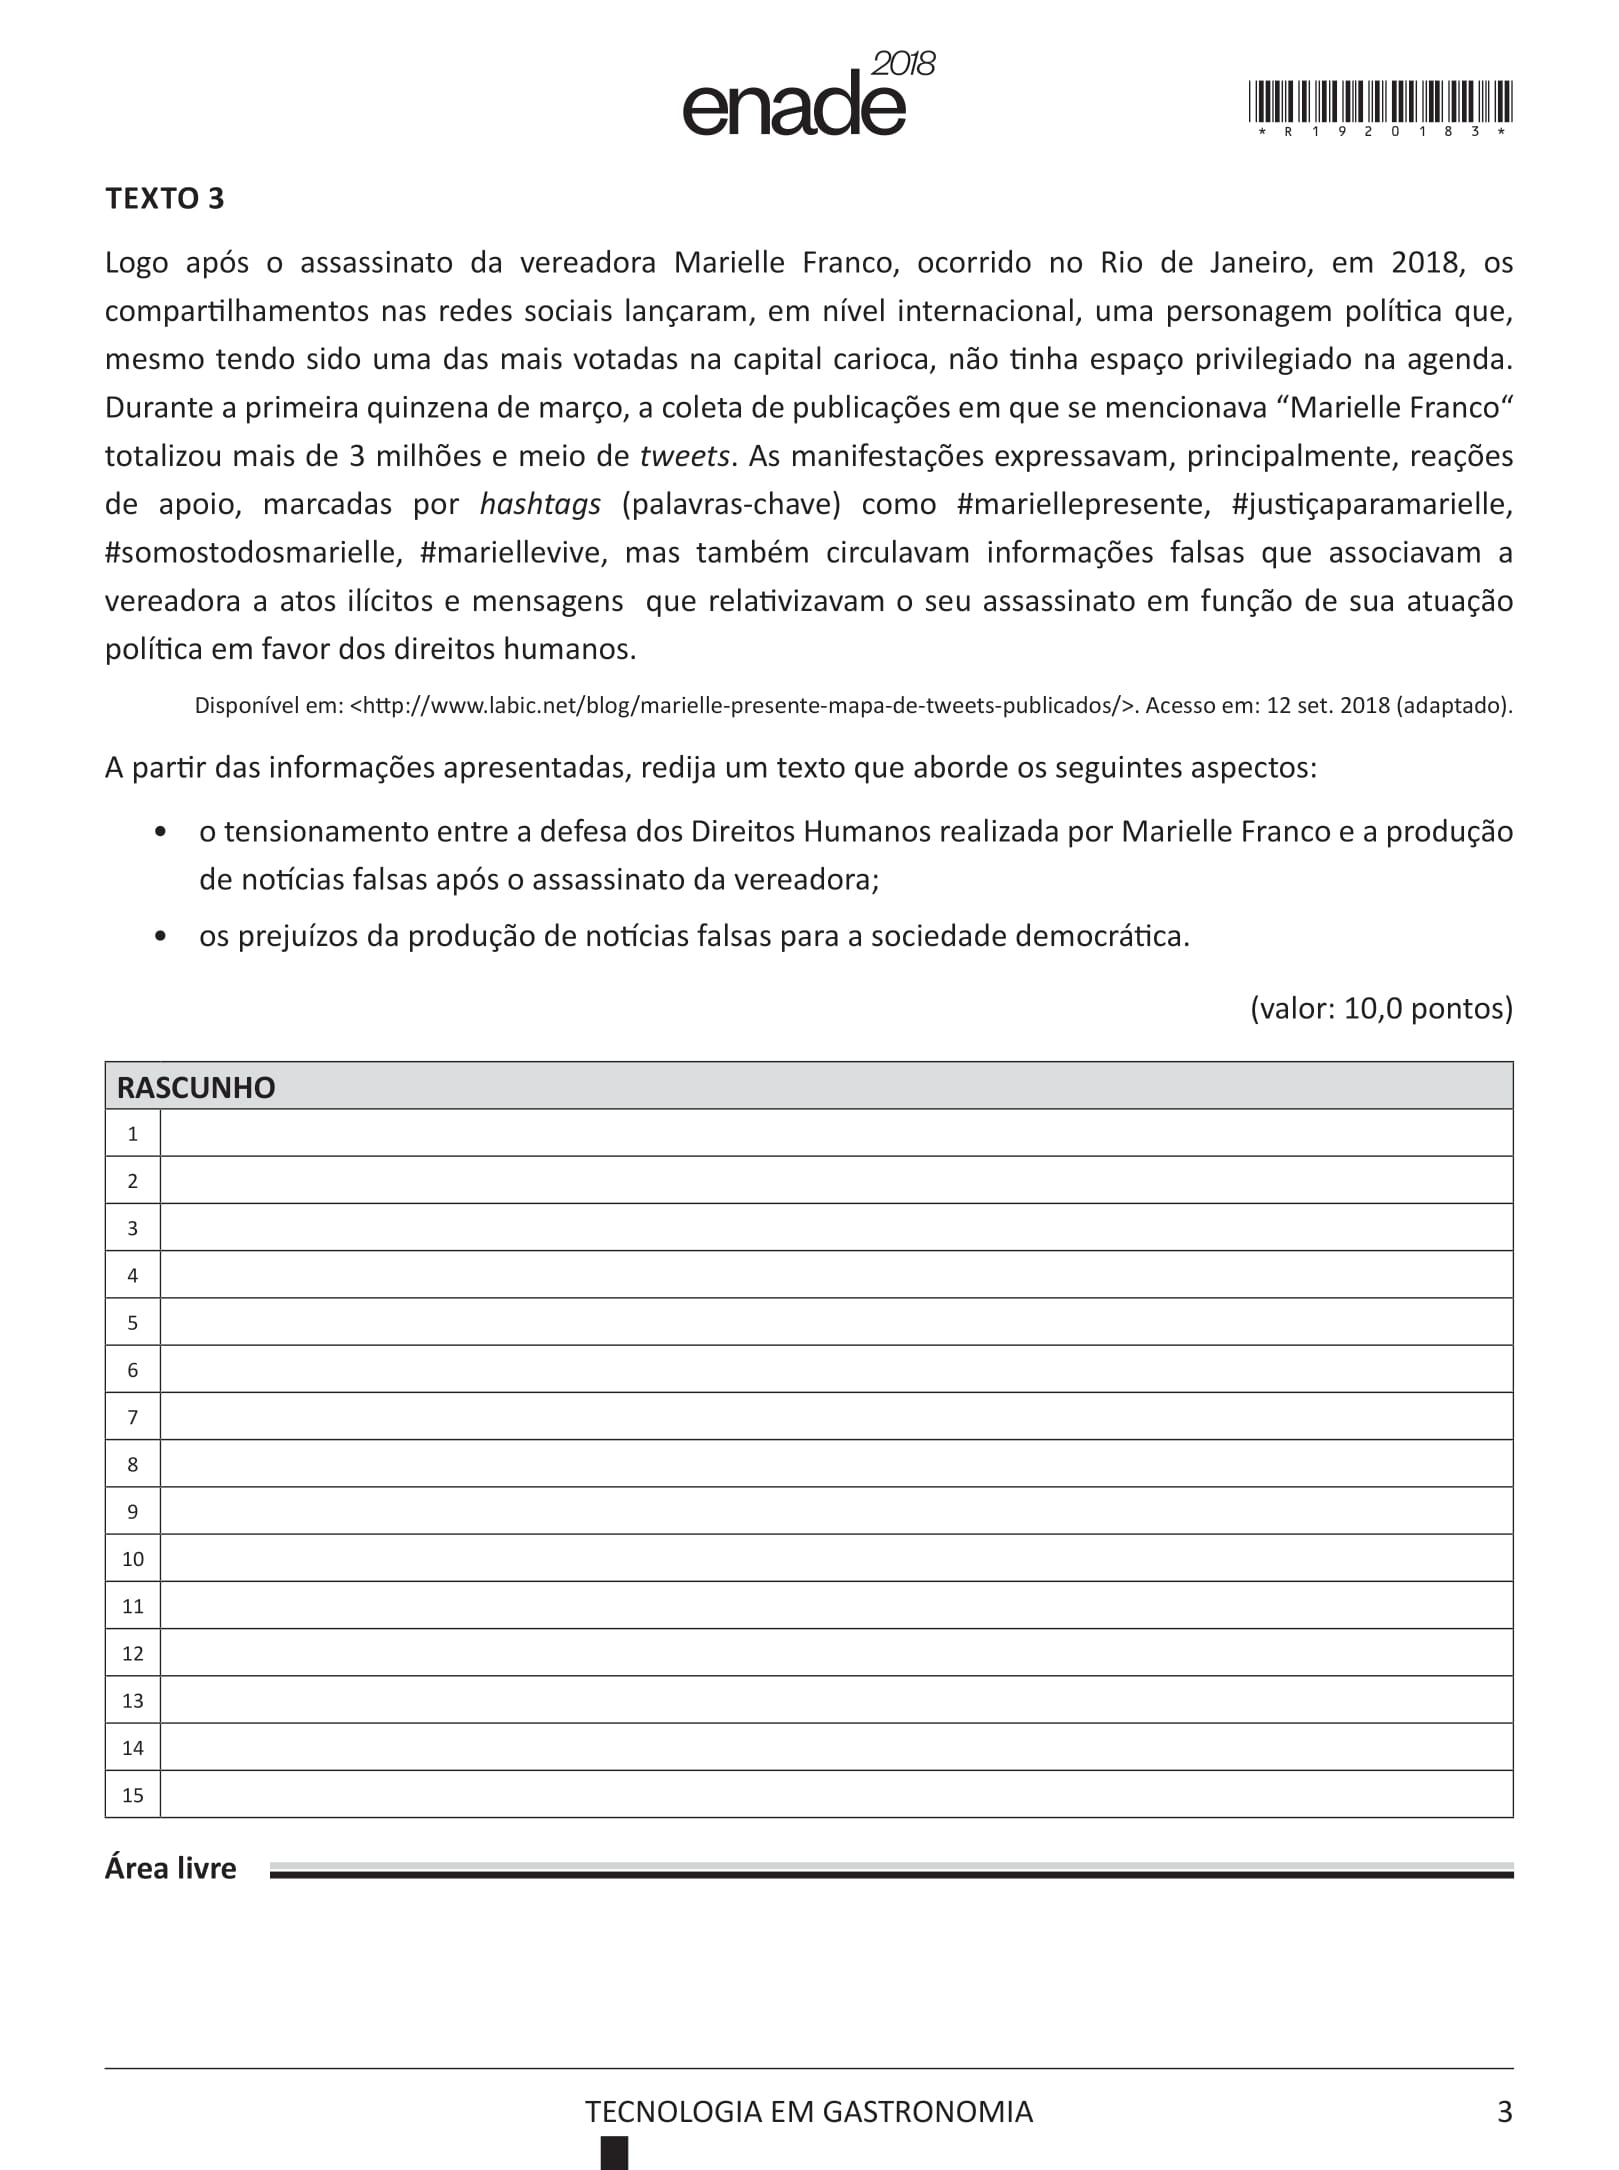 enade 2018
* R 1 9 2 0 1 8 3 *
TEXTO 3
Logo após o assassinato da vereadora Marielle Franco, ocorrido no Rio de Janeiro, em 2018, os
compartilhamentos nas redes sociais lançaram, em nível internacional, uma personagem política que,
mesmo tendo sido uma das mais votadas na capital carioca, não tinha espaço privilegiado na agenda.
Durante a primeira quinzena de março, a coleta de publicações em que se mencionava “Marielle Franco“
totalizou mais de 3 milhões e meio de tweets. As manifestações expressavam, principalmente, reações
de apoio, marcadas por hashtags (palavras-chave) como #mariellepresente, #justiçaparamarielle,
#somostodosmarielle, #mariellevive, mas também circulavam informações falsas que associavam a
vereadora a atos ilícitos e mensagens que relativizavam o seu assassinato em função de sua atuação
política em favor dos direitos humanos.
Disponível em: <http://www.labic.net/blog/marielle-presente-mapa-de-tweets-publicados/>. Acesso em: 12 set. 2018 (adaptado).
A partir das informações apresentadas, redija um texto que aborde os seguintes aspectos:
• o tensionamento entre a defesa dos Direitos Humanos realizada por Marielle Franco e a produção
de notícias falsas após o assassinato da vereadora;
• os prejuízos da produção de notícias falsas para a sociedade democrática.
(valor: 10,0 pontos)
RASCUNHO
1
2
3
4
5
6
7
8
9
10
11
12
13
14
15
Área livre
TECNOLOGIA EM GASTRONOMIA
3